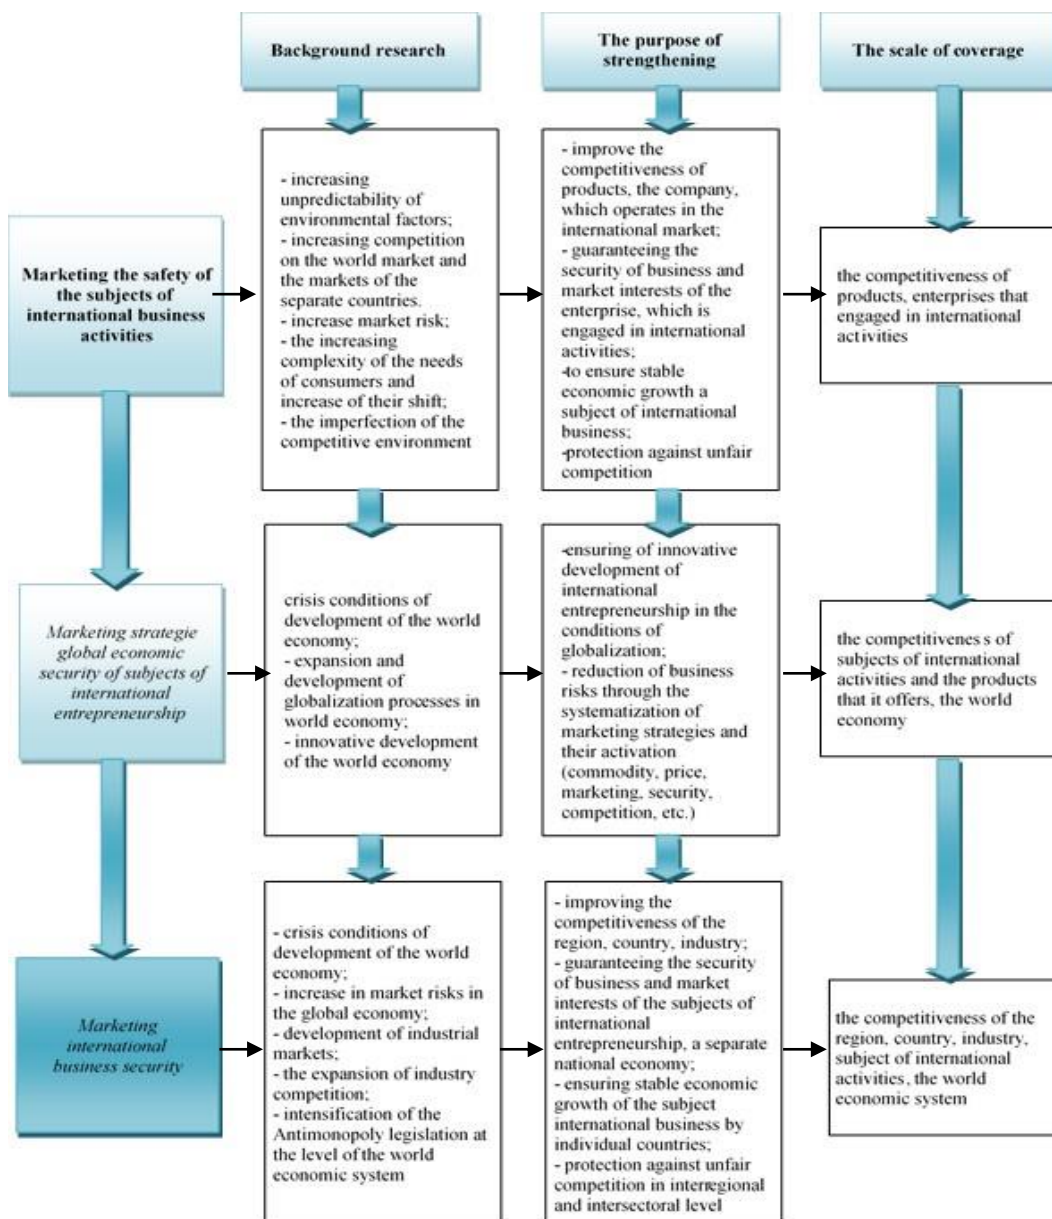 Background research
The purpose of
strengthening
The scale of coverage
Marketing the safety of
the subjects of
international business
activities
- increasing
unpredictability of
environmental factors;
- increasing competition
on the world market and
the markets of the
separate countries.
- increase market risk;
- the increasing
complexity of the needs
of consumers and
increase of their shift;
- the imperfection of the
competitive environment
- improve the
competitiveness of
products, the company,
which operates in the
international market;
- guaranteeing the
security of business and
market interests of the
enterprise, which is
engaged in international
activities;
-to ensure stable
economic growth a
subject of international
business;
-protection against unfair
competition
the competitiveness of
products, enterprises that
engaged in international
activities
Marketing strategie
global economic
security of subjects of
international
entrepreneurship
crisis conditions of
development of the world
economy;
- expansion and
development of
globalization processes in
world economy;
- innovative development
of the world economy
-ensuring of innovative
development of
international
entrepreneurship in the
conditions of
globalization;
- reduction of business
risks through the
systematization of
marketing strategies and
their activation
(commodity, price,
marketing, security,
competition, etc.)
the competitiveness of
subjects of international
activities and the products
that it offers, the world
economy
Marketing
international
business security
- crisis conditions of
development of the world
economy;
- increase in market risks in
the global economy;
- development of industrial
markets;
- the expansion of industry
competition;
- intensification of the
Antimonopoly legislation at
the level of the world
economic system
- improving the
competitiveness of the
region, country, industry;
- guaranteeing the security
of business and market
interests of the subjects of
international
entrepreneurship, a separate
national economy;
- ensuring stable economic
growth of the subject
international business by
individual countries;
- protection against unfair
competition in interregional
and intersectoral level
the competitiveness of the
region, country, industry,
subject of international
activities, the world
economic system